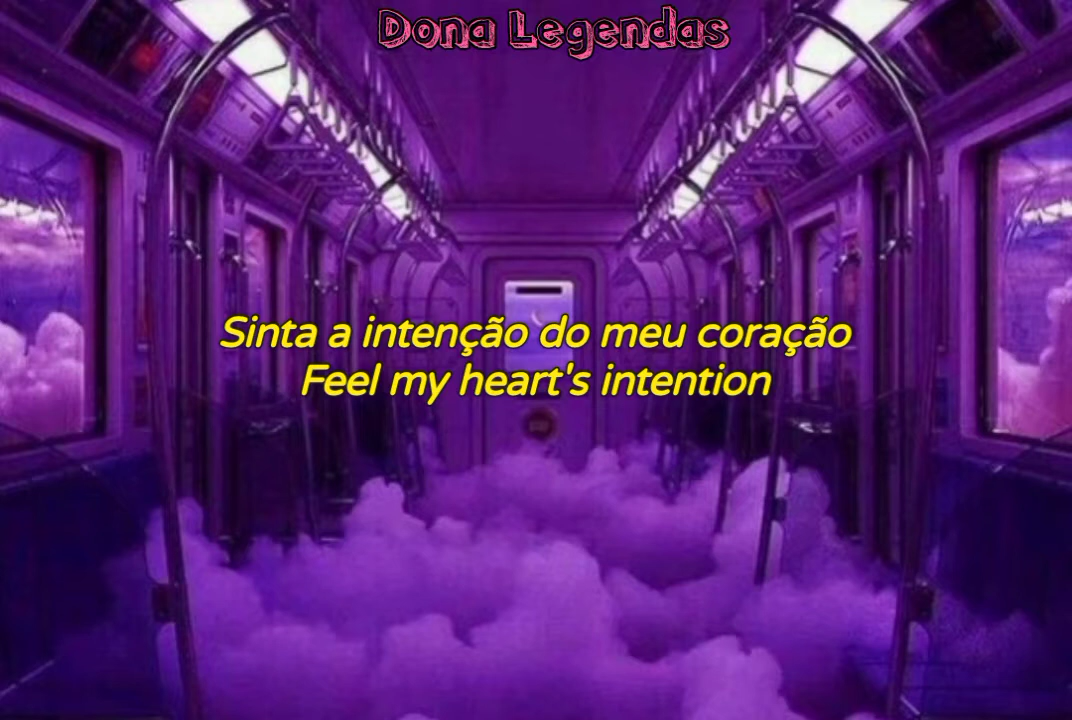 Dona Legendas
Sinta a intenção do meu coração
Feel my heart's intention